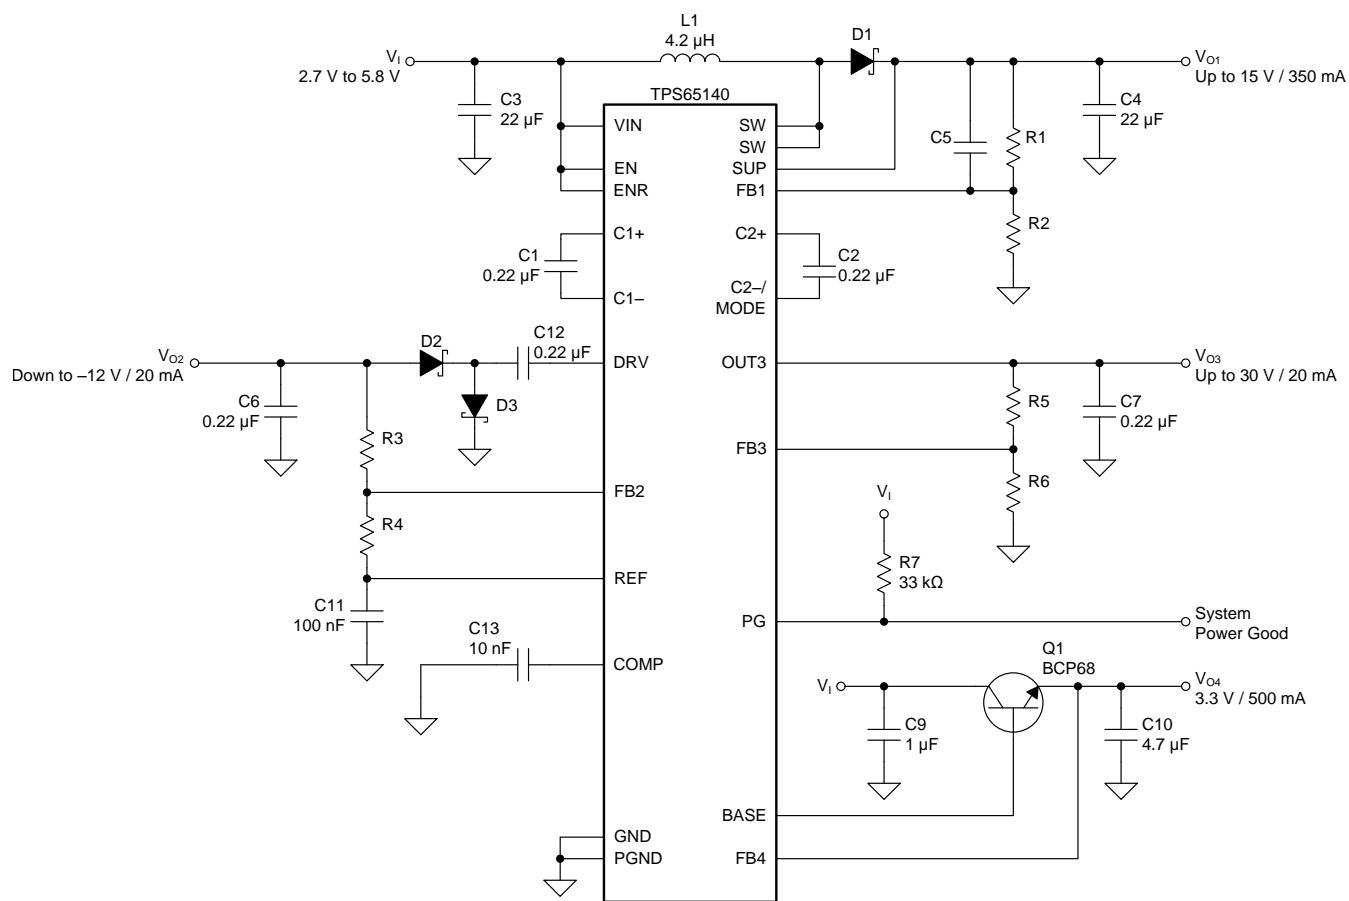 L1
4.2 µH
D1
VI
2.7 V to 5.8 V
VO1
Up to 15 V / 350 mA
TPS65140
C3
22 µF
C4
22 µF
VIN
EN
ENR
SW
SW
SUP
FB1
C5
R1
R2
C1+
C1–
C1
0.22 µF
C2+
C2–/
MODE
C2
0.22 µF
VO2
Down to –12 V / 20 mA
D2
C12
0.22 µF
DRV
D3
C6
0.22 µF
R3
OUT3
VO3
Up to 30 V / 20 mA
R5
C7
0.22 µF
FB3
R6
FB2
R4
REF
C11
100 nF
VI
R7
33 kΩ
PG
System
Power Good
C13
10 nF
COMP
Q1
BCP68
VI
VO4
3.3 V / 500 mA
C9
1 µF
C10
4.7 µF
BASE
FB4
GND
PGND